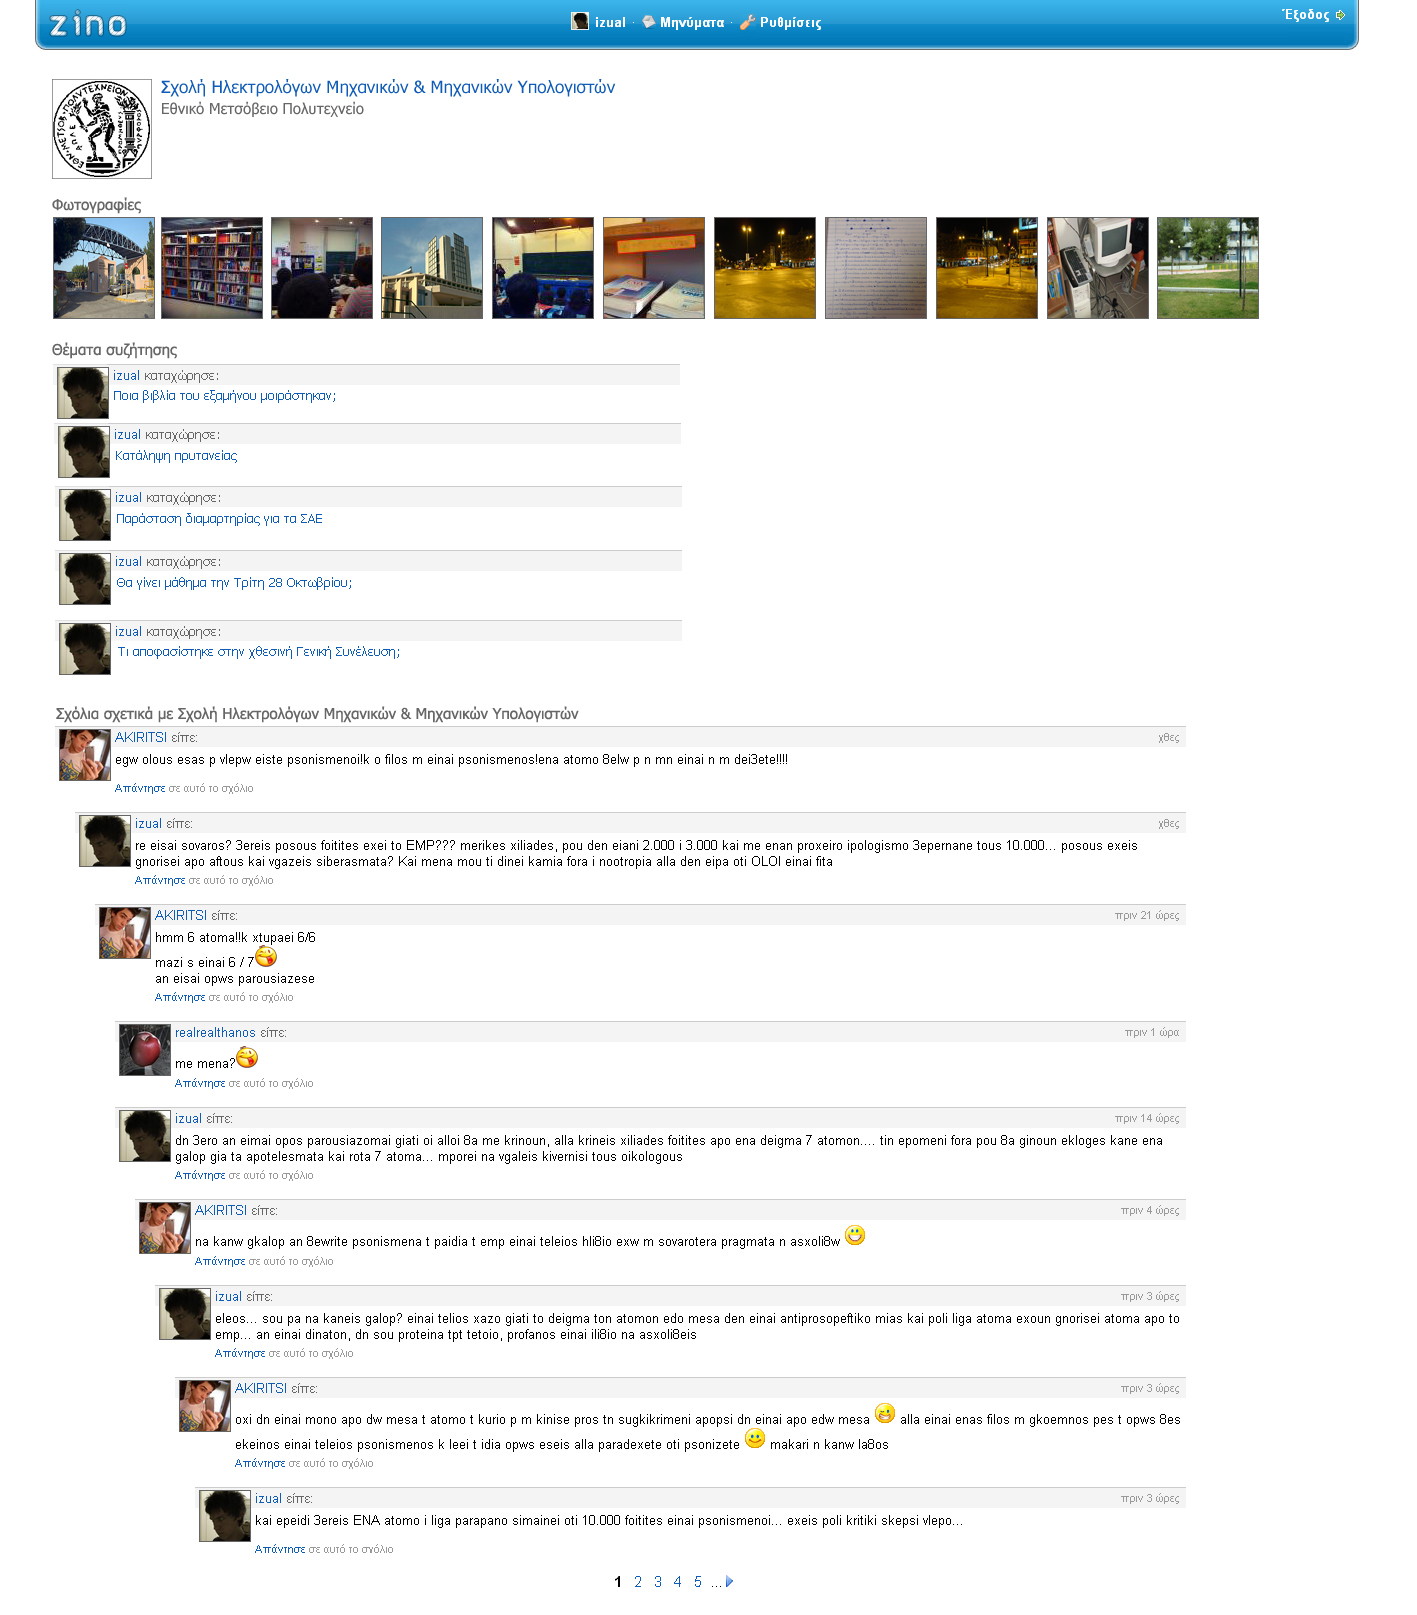 zino
izual · Μηνύματα · Ρυθμίσεις
Έξοδος
Σχολή Ηλεκτρολόγων Μηχανικών & Μηχανικών Υπολογιστών
Εθνικό Μετσόβειο Πολυτεχνείο
Φωτογραφίες
Θέματα συζήτησης
izual καταχώρησε:
Ποια βιβλία του εξαμήνου μοιράστηκαν;
izual καταχώρησε:
Κατάληψη πρυτανείας
izual καταχώρησε:
Παράσταση διαμαρτηρίας για τα ΣΑΕ
izual καταχώρησε:
Θα γίνει μάθημα την Τρίτη 28 Οκτωβρίου;
izual καταχώρησε:
Τι αποφασίστηκε στην χθεσινή Γενική Συνέλευση;
Σχόλια σχετικά με Σχολή Ηλεκτρολόγων Μηχανικών & Μηχανικών Υπολογιστών
AKIRITSI είπε: χθες
egw olous esas p vlepw eiste psonismenoi!k o filos m einai psonismenos!ena atomo 8elw p n mn einai n m dei3ete!!!!
Απάντησε σε αυτό το σχόλιο
izual είπε: χθες
re eisai sovaros? 3ereis posous foitites exei to EMP??? merikes xiliades, pou den eiani 2.000 i 3.000 kai me enan proxeiro ipologismo 3epernane tous 10.000... posous exeis
gnorisei apo aftous kai vgazeis siberasmata? Kai mena mou ti dinei kamia fora i nootropia alla den eipa oti OLOI einai fita
Απάντησε σε αυτό το σχόλιο
AKIRITSI είπε: πριν 21 ώρες
hmm 6 atoma!!k xtupaei 6/6
mazi s einai 6 / 7
an eisai opws parousiazese
Απάντησε σε αυτό το σχόλιο
realrealthanos είπε: πριν 1 ώρα
me mena?
Απάντησε σε αυτό το σχόλιο
izual είπε: πριν 14 ώρες
dn 3ero an eimai opos parousiazomai giati oi alloi 8a me krinoun, alla krineis xiliades foitites apo ena deigma 7 atomon.... tin epomeni fora pou 8a ginoun ekloges kane ena
galop gia ta apotelesmata kai rota 7 atoma... mporei na vgaleis kivernisi tous oikologous
Απάντησε σε αυτό το σχόλιο
AKIRITSI είπε: πριν 4 ώρες
na kanw gkalop an 8ewrite psonismena t paidia t emp einai teleios hli8io exw m sovarotera pragmata n asxoli8w
Απάντησε σε αυτό το σχόλιο
izual είπε: πριν 3 ώρες
eleos... sou pa na kaneis galop? einai telios xazo giati to deigma ton atomon edo mesa den einai antiprosopeftiko mias kai poli liga atoma exoun gnorisei atoma apo to
emp... an einai dinaton, dn sou proteina tpt tetoio, profanos einai ili8io na asxoli8eis
Απάντησε σε αυτό το σχόλιο
AKIRITSI είπε: πριν 3 ώρες
oxi dn einai mono apo dw mesa t atomo t kurio p m kinise pros tn sugkikrimeni apopsi dn einai apo edw mesa alla einai enas filos m gkoemnos pes t opws 8es
ekeinos einai teleios psonismenos k leei t idia opws eseis alla paradexete oti psonizete makari n kanw la8os
Απάντησε σε αυτό το σχόλιο
izual είπε: πριν 3 ώρες
kai epeidi 3ereis ENA atomo i liga parapano simainei oti 10.000 foitites einai psonismenoi... exeis poli kritiki skepsi vlepo...
Απάντησε σε αυτό το σχόλιο
1 2 3 4 5 ...